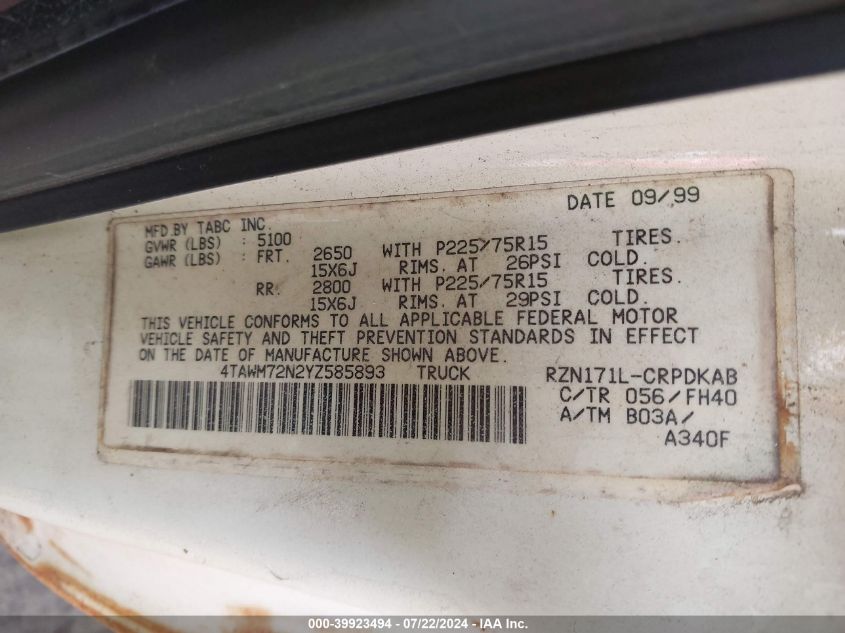 DATE 09/99
MFD.BY TABC INC.
GVWR (LBS) : 5100
GAWR (LBS) : FRT. 2650 WITH P225/75R15 TIRES.
15X6J RIMS. AT 26PSI COLD.
RR. 2800 WITH P225/75R15 TIRES.
15X6J RIMS. AT 29PSI COLD.
THIS VEHICLE CONFORMS TO ALL APPLICABLE FEDERAL MOTOR
VEHICLE SAFETY AND THEFT PREVENTION STANDARDS IN EFFECT
ON THE DATE OF MANUFACTURE SHOWN ABOVE.
4TAWM72N2YZ585893 TRUCK RZN171L-CRPDKAB
C/TR 056/FH40
A/TM B03A/
A340F
000-39923494 - 07/22/2024 - IAA Inc.